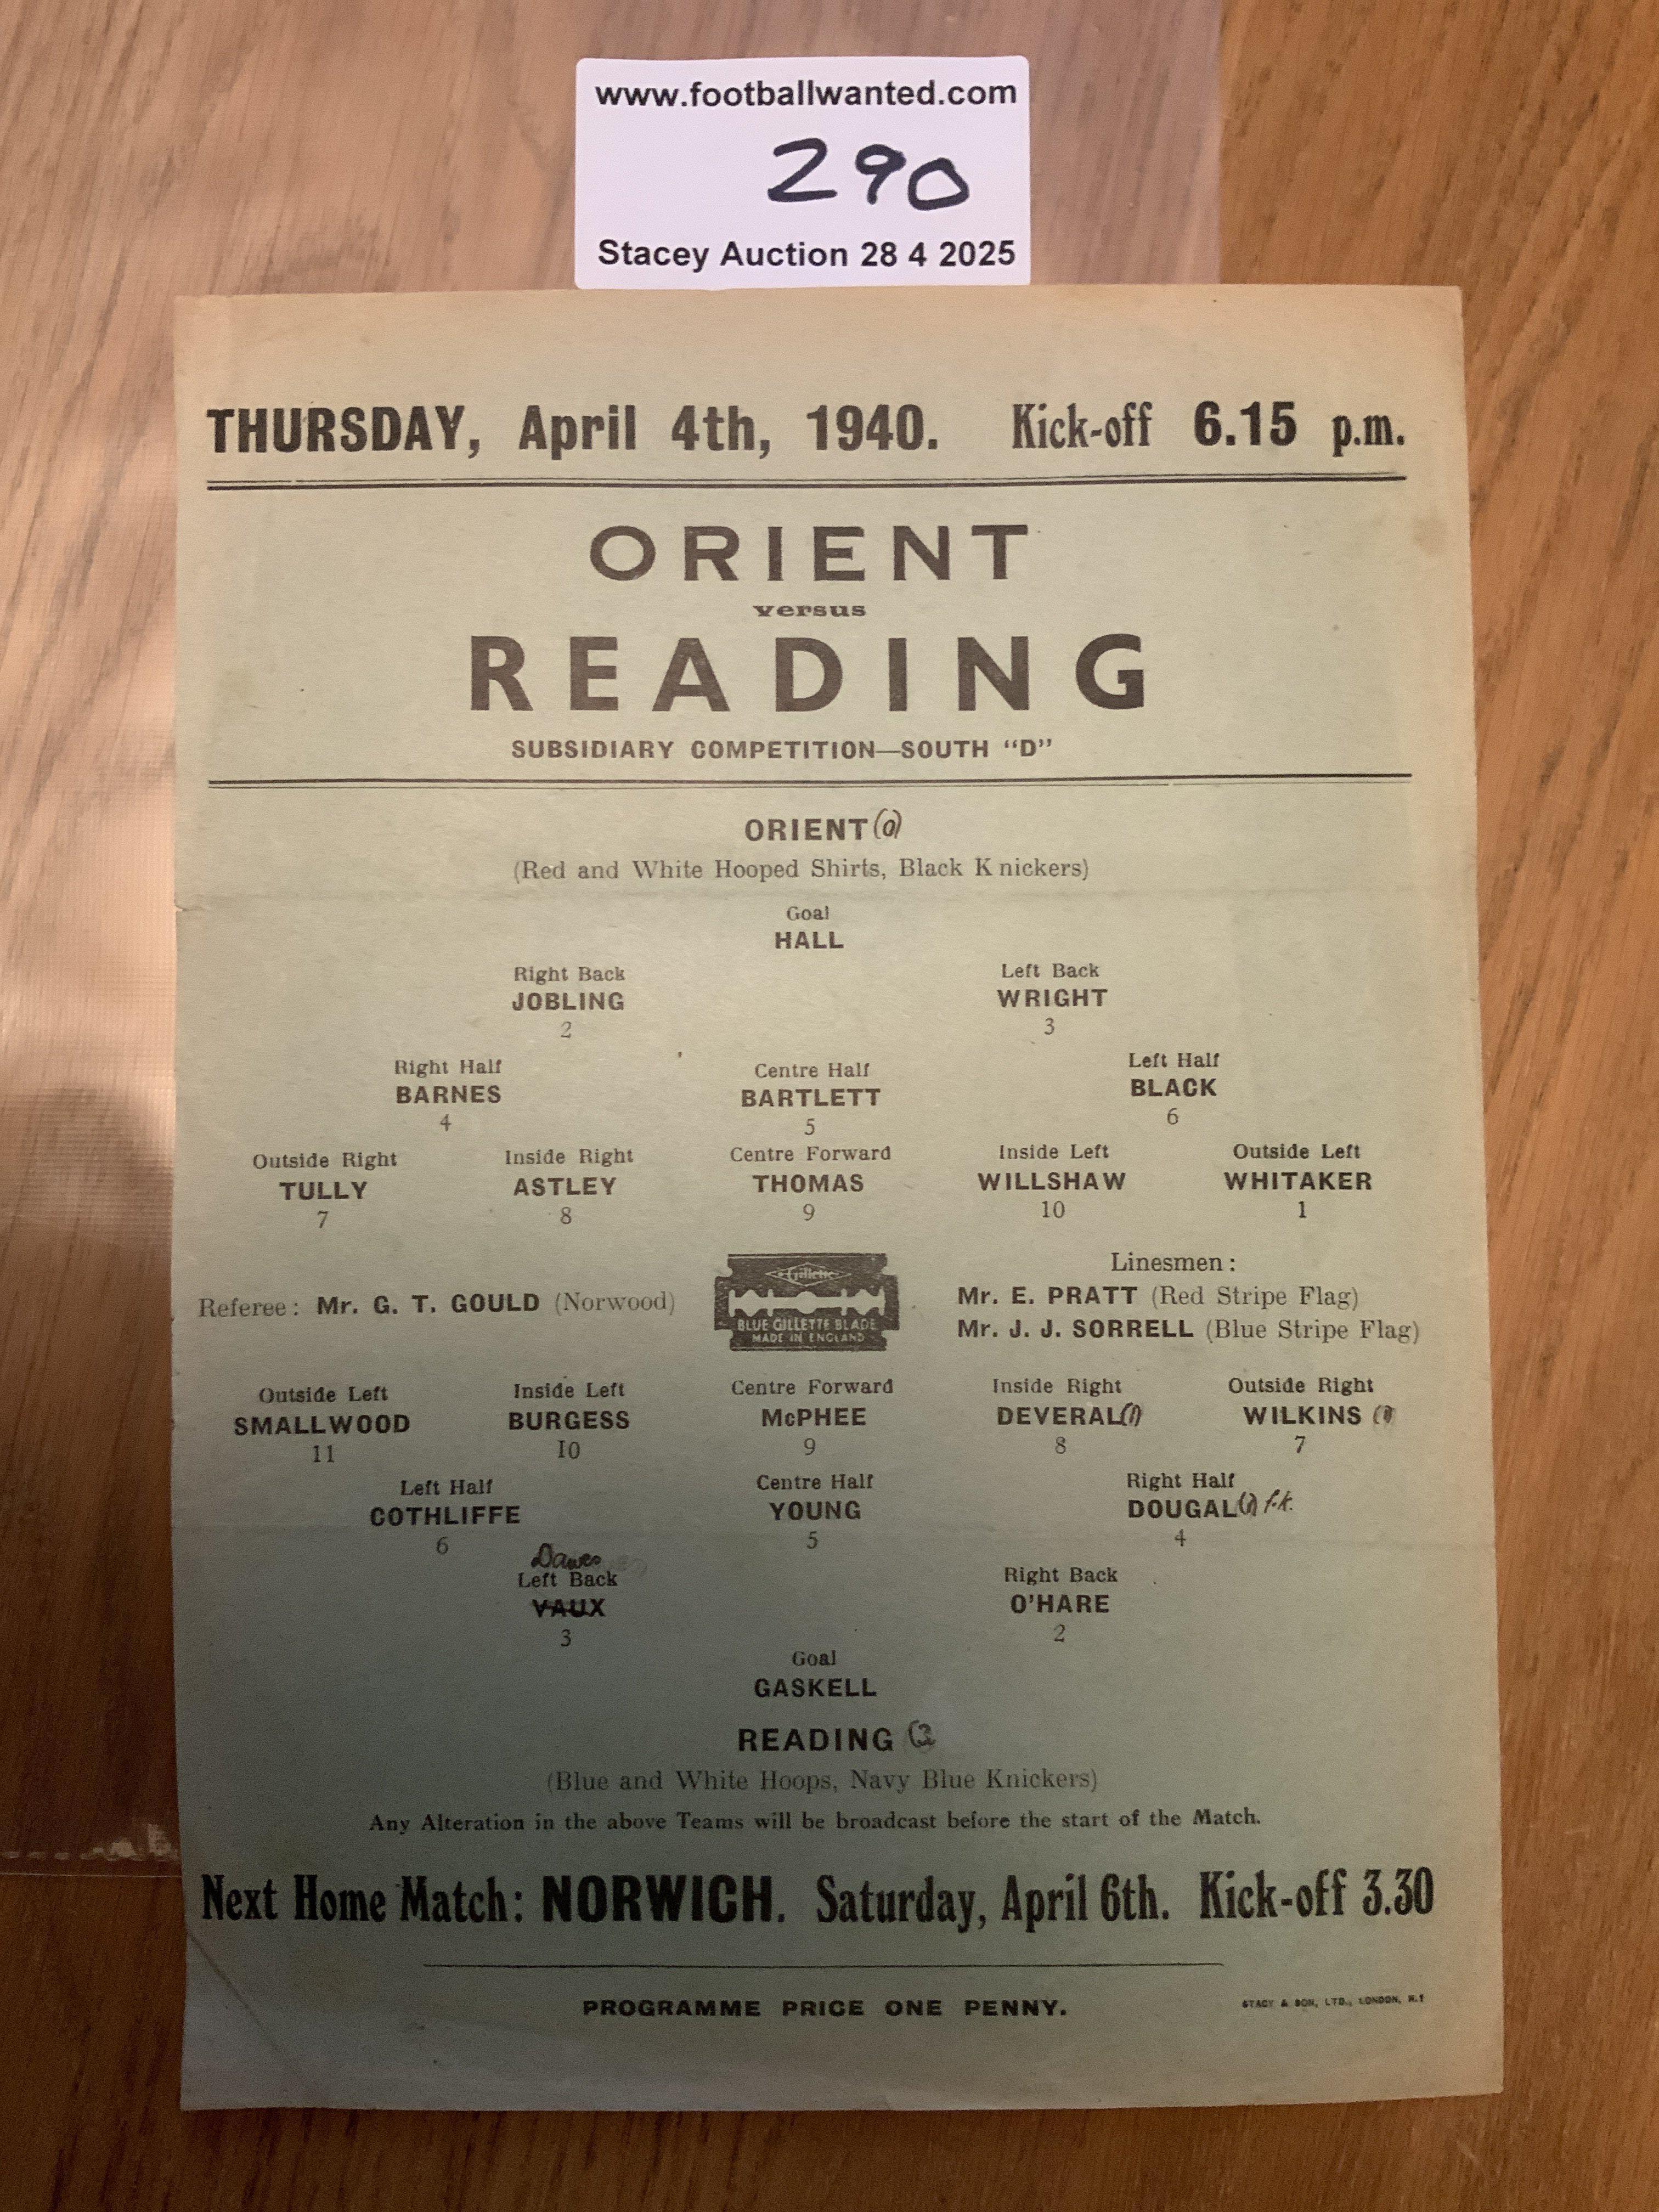 www.footballwanted.com
290
Stacey Auction 28 4 2025
THURSDAY, April 4th, 1940. Kick-off 6.15 p.m.
ORIENT
versus
READING
SUBSIDIARY COMPETITION—SOUTH "D"
ORIENT (0)
(Red and White Hooped Shirts, Black Knickers)
Goal
HALL
Right Back Left Back
JOBLING WRIGHT
2 3
Right Half Centre Half Left Half
BARNES BARTLETT BLACK
4 5 6
Outside Right Inside Right Centre Forward Inside Left Outside Left
TULLY ASTLEY THOMAS WILLSHAW WHITAKER
7 8 9 10 1
Linesmen:
Referee: Mr. G. T. GOULD (Norwood)
Gillette
BLUE GILLETTE BLADE
MADE IN ENGLAND
Mr. E. PRATT (Red Stripe Flag)
Mr. J. J. SORRELL (Blue Stripe Flag)
Outside Left Inside Left Centre Forward Inside Right Outside Right
SMALLWOOD BURGESS McPHEE DEVERAL (1) WILKINS (1)
11 10 9 8 7
Left Half Centre Half Right Half
COTHLIFFE YOUNG DOUGAL (1) f.k.
6 5 4
Dawes
Left Back Right Back
VAUX O'HARE
3 2
Goal
GASKELL
READING (3
(Blue and White Hoops, Navy Blue Knickers)
Any Alteration in the above Teams will be broadcast before the start of the Match.
Next Home Match: NORWICH. Saturday, April 6th. Kick-off 3.30
PROGRAMME PRICE ONE PENNY.
STACY & SON, LTD., LONDON, N.1